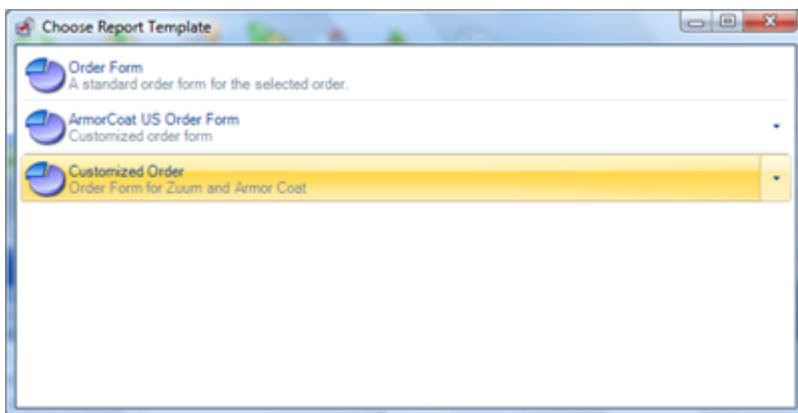 Choose Report Template
Order Form
A standard order form for the selected order.
ArmorCoat US Order Form
Customized order form
Customized Order
Order Form for Zuum and Armor Coat